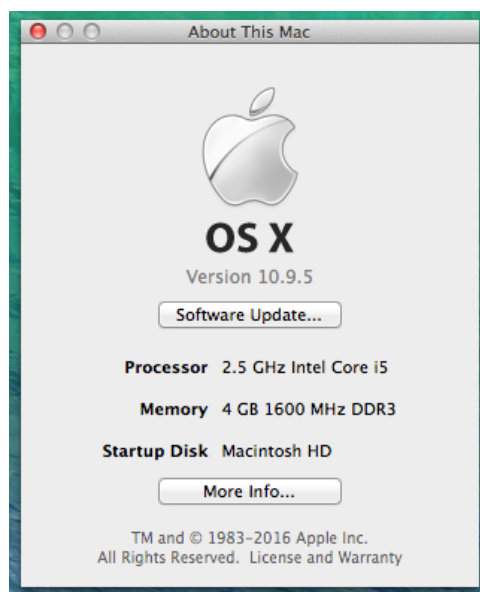 About This Mac
OS X
Version 10.9.5
Software Update...
Processor 2.5 GHz Intel Core i5
Memory 4 GB 1600 MHz DDR3
Startup Disk Macintosh HD
More Info...
TM and © 1983–2016 Apple Inc.
All Rights Reserved. License and Warranty